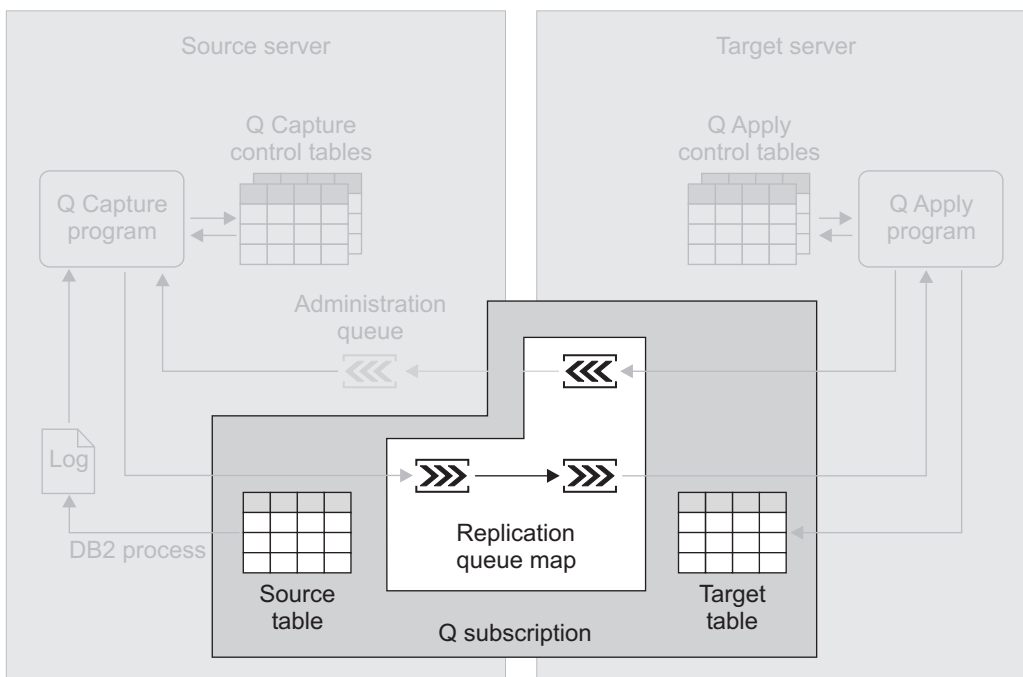 Source server
Target server
Q Capture
control tables
Q Apply
control tables
Q Capture
program
Q Apply
program
Administration
queue
Log
DB2 process
Replication
queue map
Source
table
Target
table
Q subscription